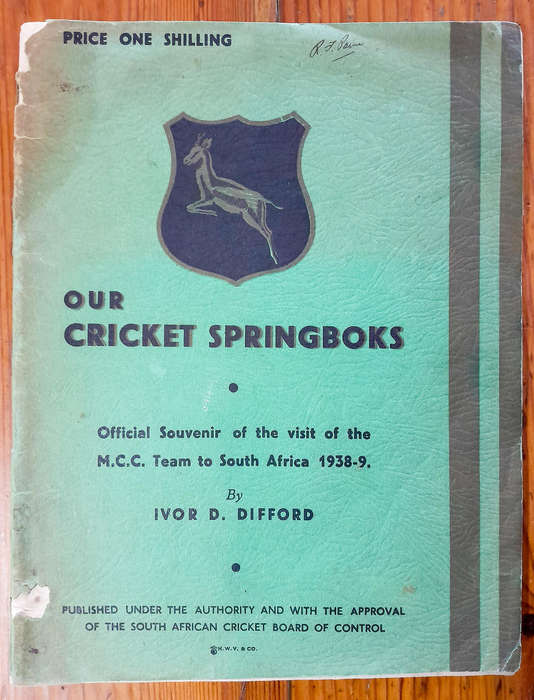 PRICE ONE SHILLING
OUR
CRICKET SPRINGBOKS
Official Souvenir of the visit of the
M.C.C. Team to South Africa 1938-9.
By
IVOR D. DIFFORD
PUBLISHED UNDER THE AUTHORITY AND WITH THE APPROVAL
OF THE SOUTH AFRICAN CRICKET BOARD OF CONTROL
H.W.V. & CO.